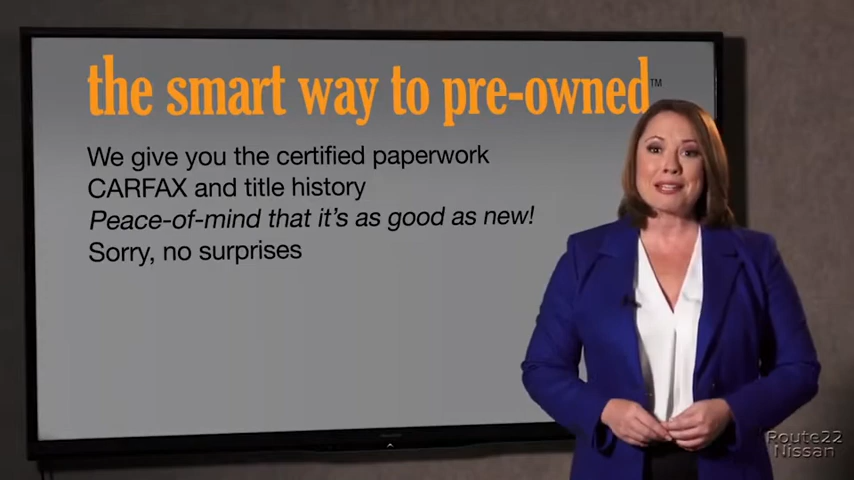 the smart way to pre-owned™
We give you the certified paperwork
CARFAX and title history
Peace-of-mind that it's as good as new!
Sorry, no surprises
Route22
Nissan